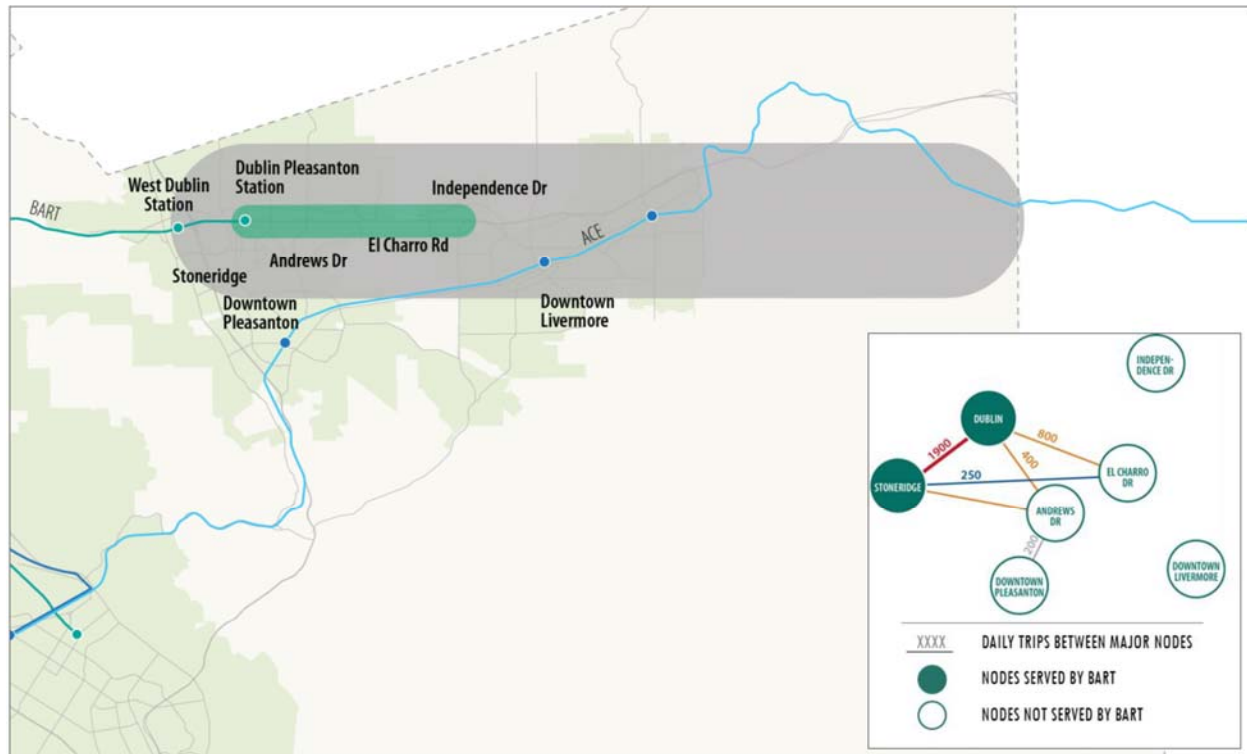 Dublin Pleasanton
Station
West Dublin
Station
Independence Dr
BART
El Charro Rd
ACE
Andrews Dr
Stoneridge
Downtown
Pleasanton
Downtown
Livermore
INDEPEN-
DENCE DR
DUBLIN
800
1900
400
STONERIDGE
250
EL CHARRO
DR
ANDREWS
DR
200
DOWNTOWN
PLEASANTON
DOWNTOWN
LIVERMORE
XXXX DAILY TRIPS BETWEEN MAJOR NODES
NODES SERVED BY BART
NODES NOT SERVED BY BART